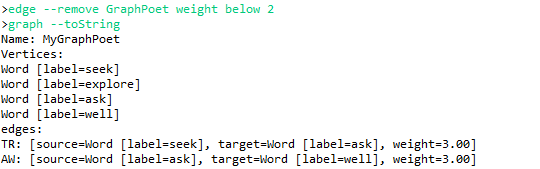 >edge --remove GraphPoet weight below 2
>graph --toString
Name: MyGraphPoet
Vertices:
Word [label=seek]
Word [label=explore]
Word [label=ask]
Word [label=well]
edges:
TR: [source=Word [label=seek], target=Word [label=ask], weight=3.00]
AW: [source=Word [label=ask], target=Word [label=well], weight=3.00]